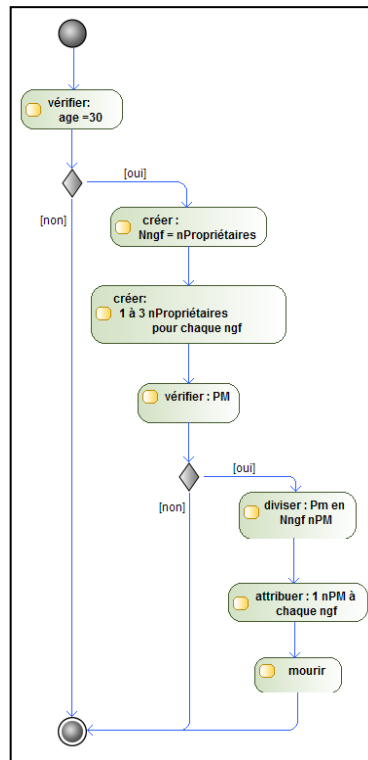 vérifier:
age =30
[oui]
[non]
créer :
Nngf = nPropriétaires
créer:
1 à 3 nPropriétaires
pour chaque ngf
vérifier : PM
[oui]
[non]
diviser : Pm en
Nngf nPM
attribuer : 1 nPM à
chaque ngf
mourir